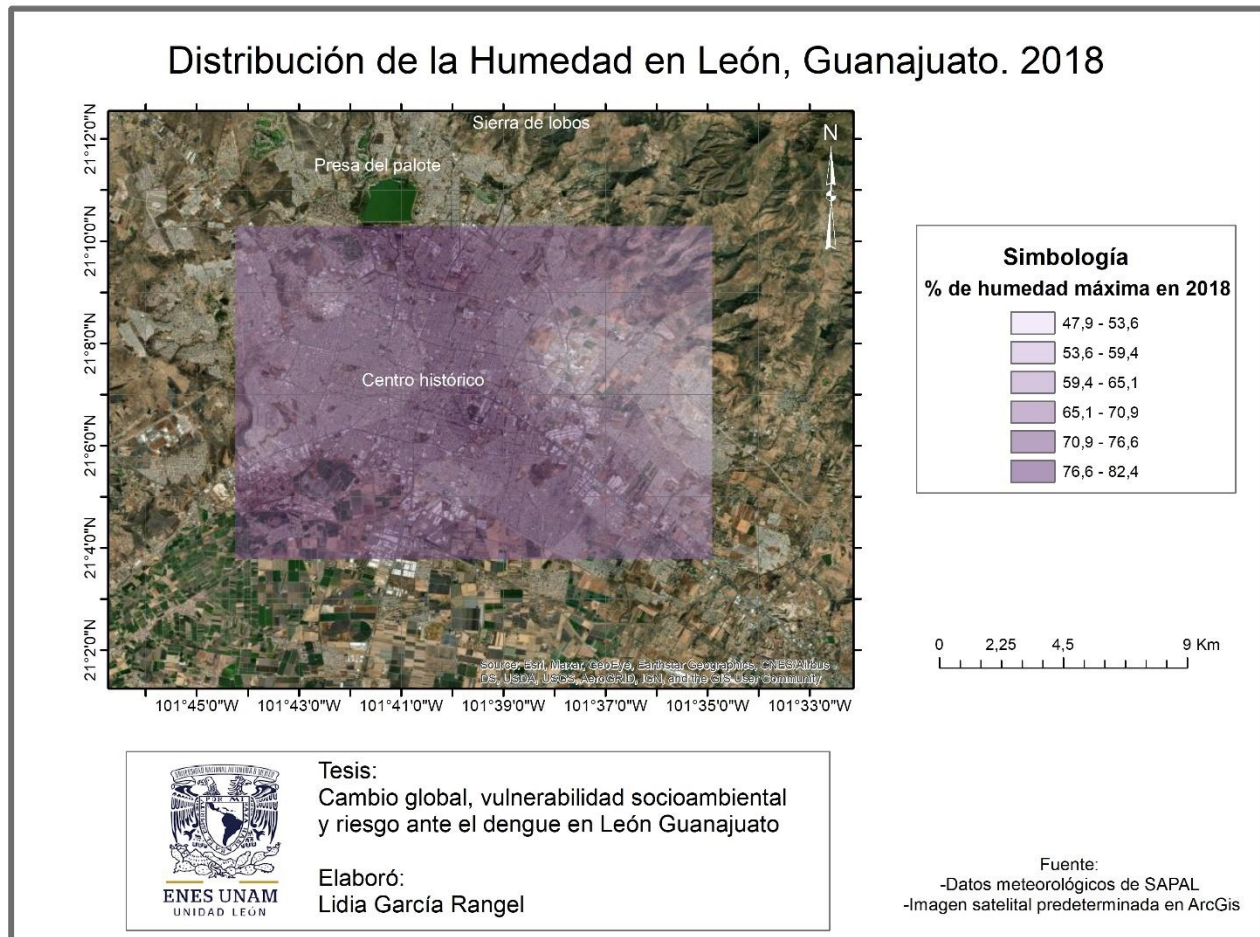 Distribución de la Humedad en León, Guanajuato. 2018
Sierra de lobos
Presa del palote
Centro histórico
N
21°12'0"N
21°10'0"N
21°8'0"N
21°6'0"N
21°4'0"N
21°2'0"N
Source: Esri, Maxar, GeoEye, Earthstar Geographics, CNES/Airbus
DS, USDA, USGS, AeroGRID, IGN, and the GIS User Community
101°45'0"W 101°43'0"W 101°41'0"W 101°39'0"W 101°37'0"W 101°35'0"W 101°33'0"W
Simbología
% de humedad máxima en 2018
47,9 - 53,6
53,6 - 59,4
59,4 - 65,1
65,1 - 70,9
70,9 - 76,6
76,6 - 82,4
0 2,25 4,5 9 Km
ENES UNAM
UNIDAD LEÓN
Tesis:
Cambio global, vulnerabilidad socioambiental
y riesgo ante el dengue en León Guanajuato
Elaboró:
Lidia García Rangel
Fuente:
-Datos meteorológicos de SAPAL
-Imagen satelital predeterminada en ArcGis